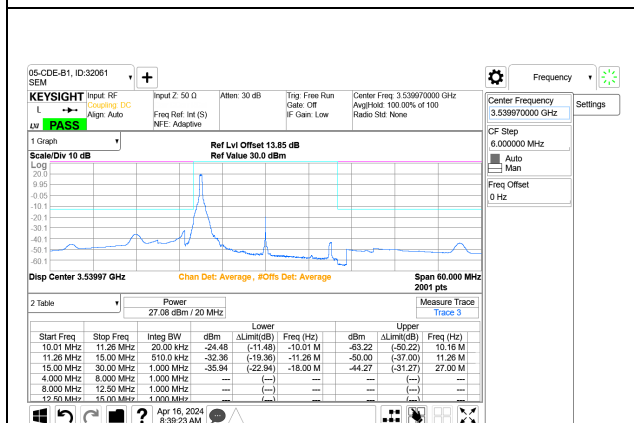 05-CDE-B1, ID:32061
SEM
Frequency
KEYSIGHT
L
LXI PASS
Input: RF
Coupling: DC
Align: Auto
Input Z: 50 Ω
Freq Ref: Int (S)
NFE: Adaptive
Atten: 30 dB
Trig: Free Run
Gate: Off
IF Gain: Low
Center Freq: 3.539970000 GHz
Avg|Hold: 100.00% of 100
Radio Std: None
Center Frequency
3.539970000 GHz
Settings
CF Step
6.000000 MHz
Auto
Man
Freq Offset
0 Hz
1 Graph
Scale/Div 10 dB
Ref Lvl Offset 13.85 dB
Ref Value 30.0 dBm
Log
20.0
9.95
-0.05
-10.1
-20.1
-30.1
-40.1
-50.1
-60.1
Disp Center 3.53997 GHz
Chan Det: Average, #Offs Det: Average
Span 60.000 MHz
2001 pts
2 Table
Power
27.08 dBm / 20 MHz
Measure Trace
Trace 3
Lower Upper
Start Freq Stop Freq Integ BW dBm ΔLimit(dB) Freq (Hz) dBm ΔLimit(dB) Freq (Hz)
10.01 MHz 11.26 MHz 20.00 kHz -24.48 (-11.48) -10.01 M -63.22 (-50.22) 10.16 M
11.26 MHz 15.00 MHz 510.0 kHz -32.36 (-19.36) -11.26 M -50.00 (-37.00) 11.26 M
15.00 MHz 30.00 MHz 1.000 MHz -35.94 (-22.94) -18.00 M -44.27 (-31.27) 27.00 M
4.000 MHz 8.000 MHz 1.000 MHz --- (---) --- --- (---) ---
8.000 MHz 12.50 MHz 1.000 MHz --- (---) --- --- (---) ---
12.50 MHz 15.00 MHz 1.000 MHz --- (---) --- --- (---) ---
Apr 16, 2024
8:39:23 AM